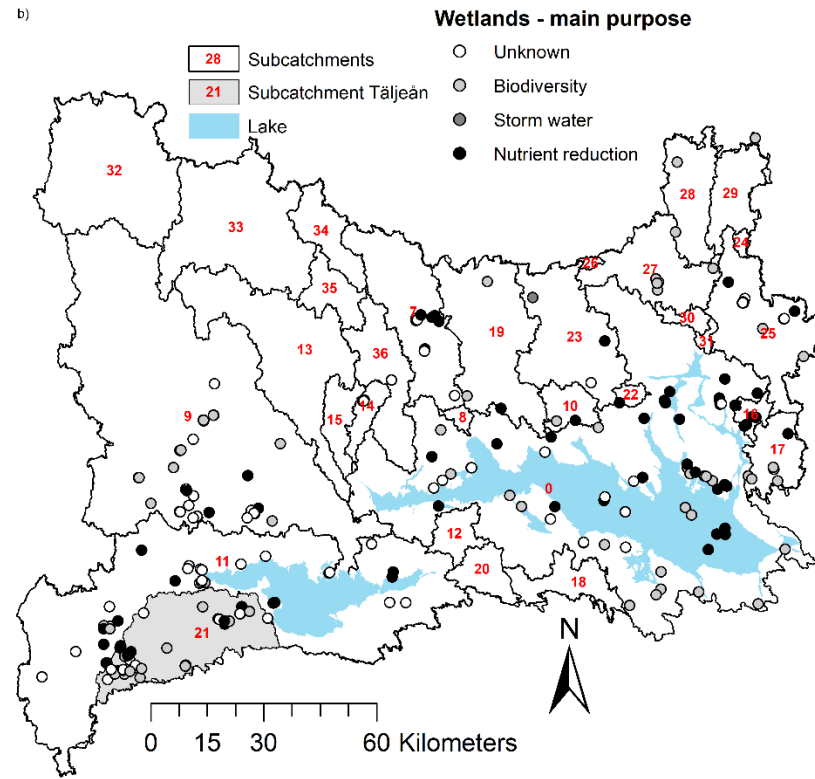 b)
Wetlands - main purpose
28 Subcatchments
Unknown
21 Subcatchment Täljeån
Biodiversity
Lake
Storm water
Nutrient reduction
32
28
29
33
34
24
26
27
35
7
30
19
23
31
25
13
36
15
14
22
9
8
10
16
17
0
12
11
20
18
21
N
0 15 30 60 Kilometers